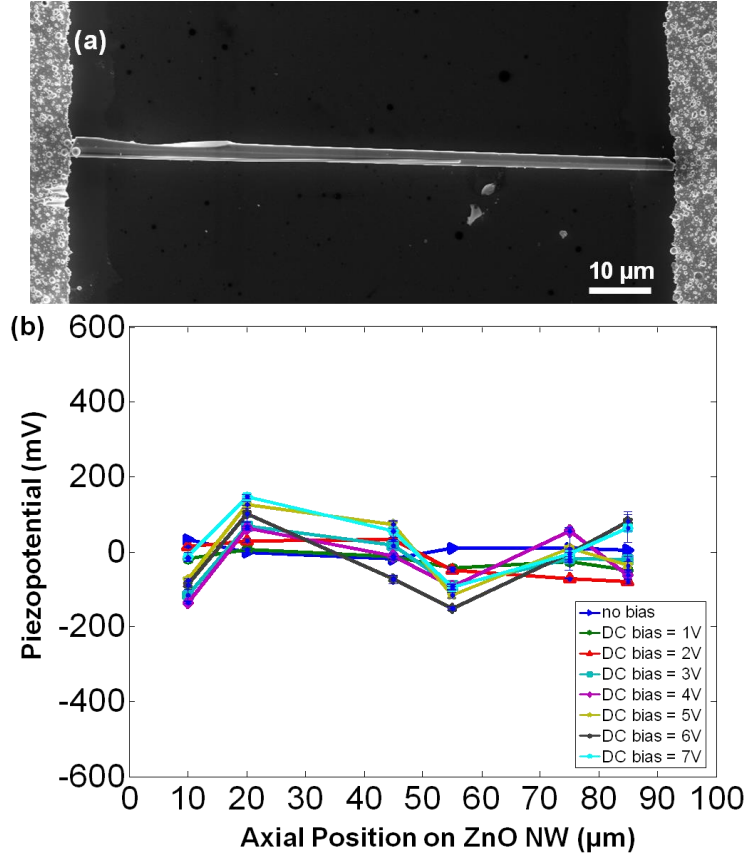 (a)
10 µm
(b)
600
400
200
0
-200
-400
-600
Piezopotential (mV)
no bias
DC bias = 1V
DC bias = 2V
DC bias = 3V
DC bias = 4V
DC bias = 5V
DC bias = 6V
DC bias = 7V
0 10 20 30 40 50 60 70 80 90 100
Axial Position on ZnO NW (µm)